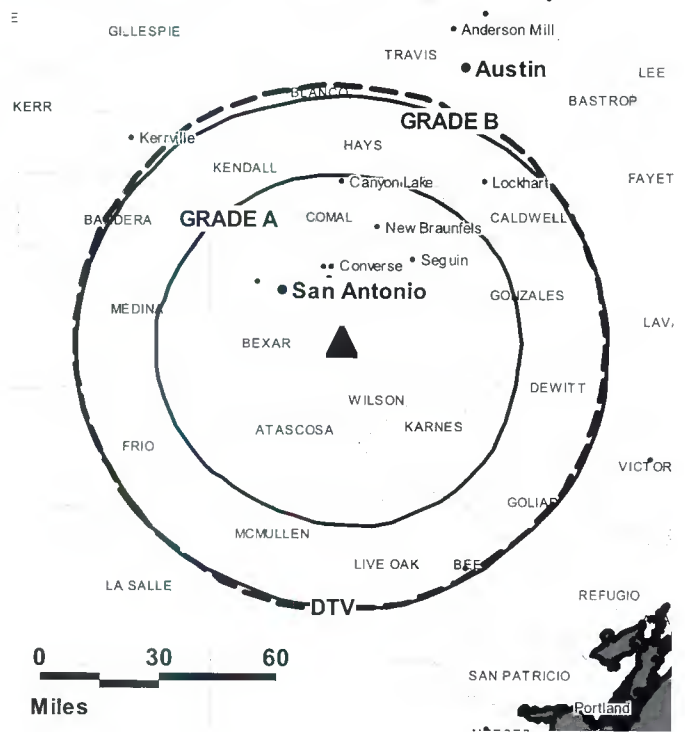 GILLESPIE
Anderson Mill
TRAVIS
Austin
LEE
BLANCO
BASTROP
KERR
GRADE B
Kerrville
HAYS
KENDALL
Canyon Lake
Lockhart
FAYET
BANDERA
GRADE A
COMAL
CALDWELL
New Braunfels
Converse
Seguin
San Antonio
GONZALES
MEDINA
LAV
BEXAR
DEWITT
WILSON
ATASCOSA
KARNES
FRIO
VICTOR
GOLIAD
MCMULLEN
LIVE OAK
BEE
LA SALLE
REFUGIO
DTV
0 30 60
Miles
SAN PATRICIO
Portland